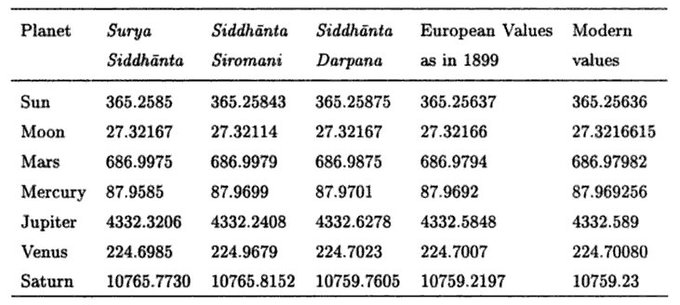 Planet Surya Siddhānta Siddhānta European Values Modern
Siddhānta Siromani Darpana as in 1899 values
Sun 365.2585 365.25843 365.25875 365.25637 365.25636
Moon 27.32167 27.32114 27.32167 27.32166 27.3216615
Mars 686.9975 686.9979 686.9875 686.9794 686.97982
Mercury 87.9585 87.9699 87.9701 87.9692 87.969256
Jupiter 4332.3206 4332.2408 4332.6278 4332.5848 4332.589
Venus 224.6985 224.9679 224.7023 224.7007 224.70080
Saturn 10765.7730 10765.8152 10759.7605 10759.2197 10759.23